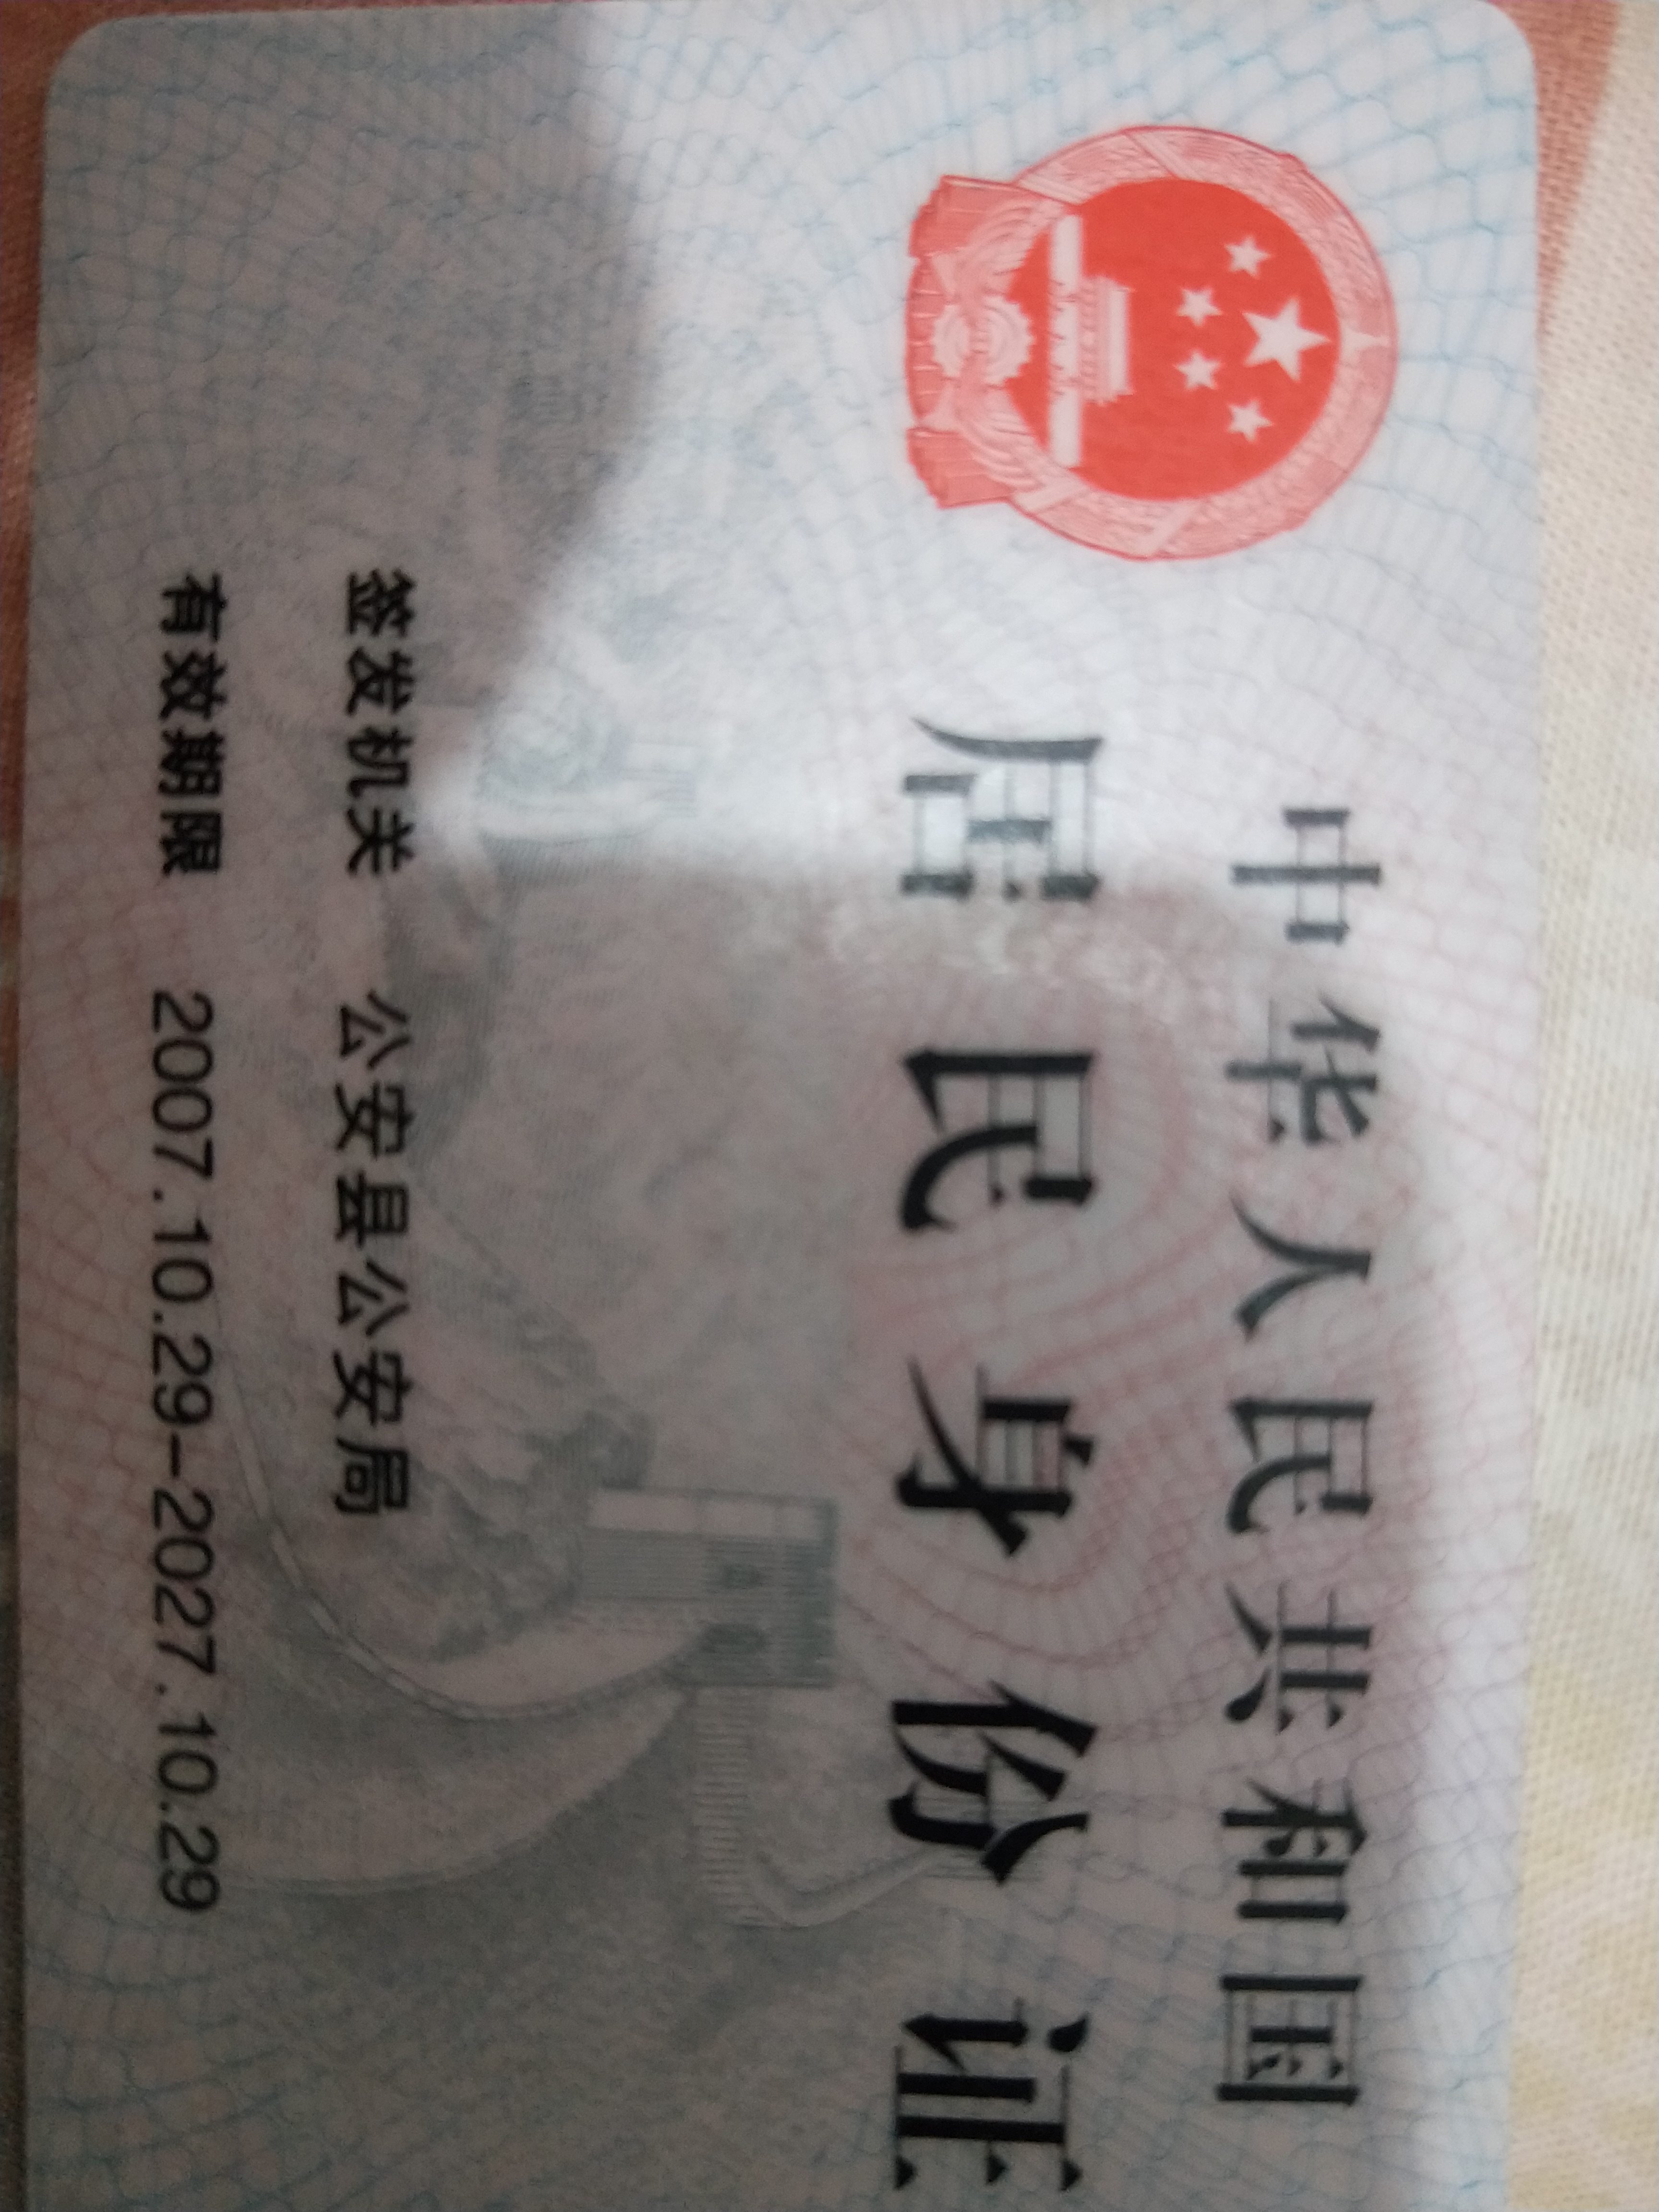 中华人民共和国
居民身份证
签发机关 公安县公安局
有效期限 2007.10.29-2027.10.29